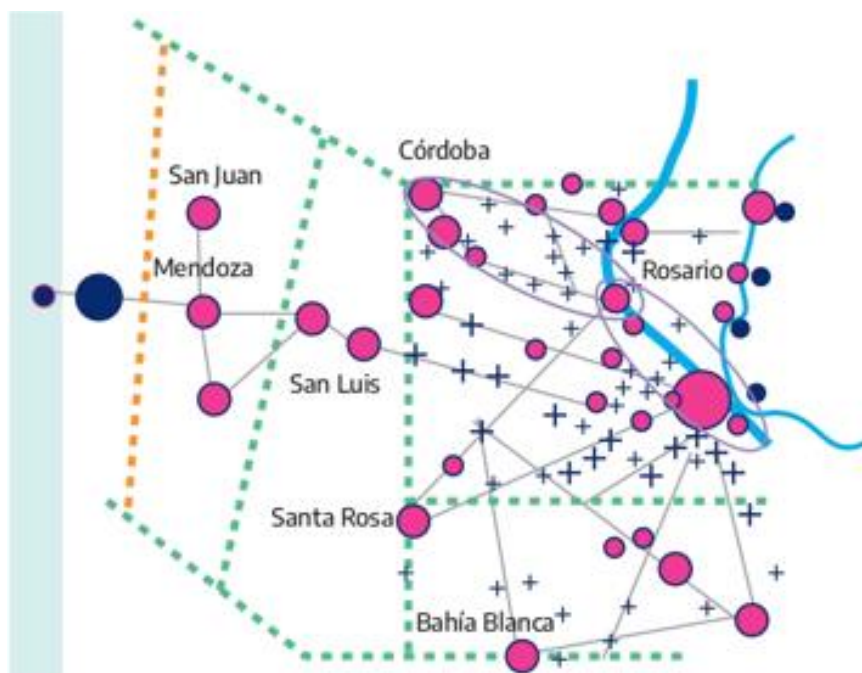 Córdoba
San Juan
Mendoza
Rosario
San Luis
Santa Rosa
Bahía Blanca